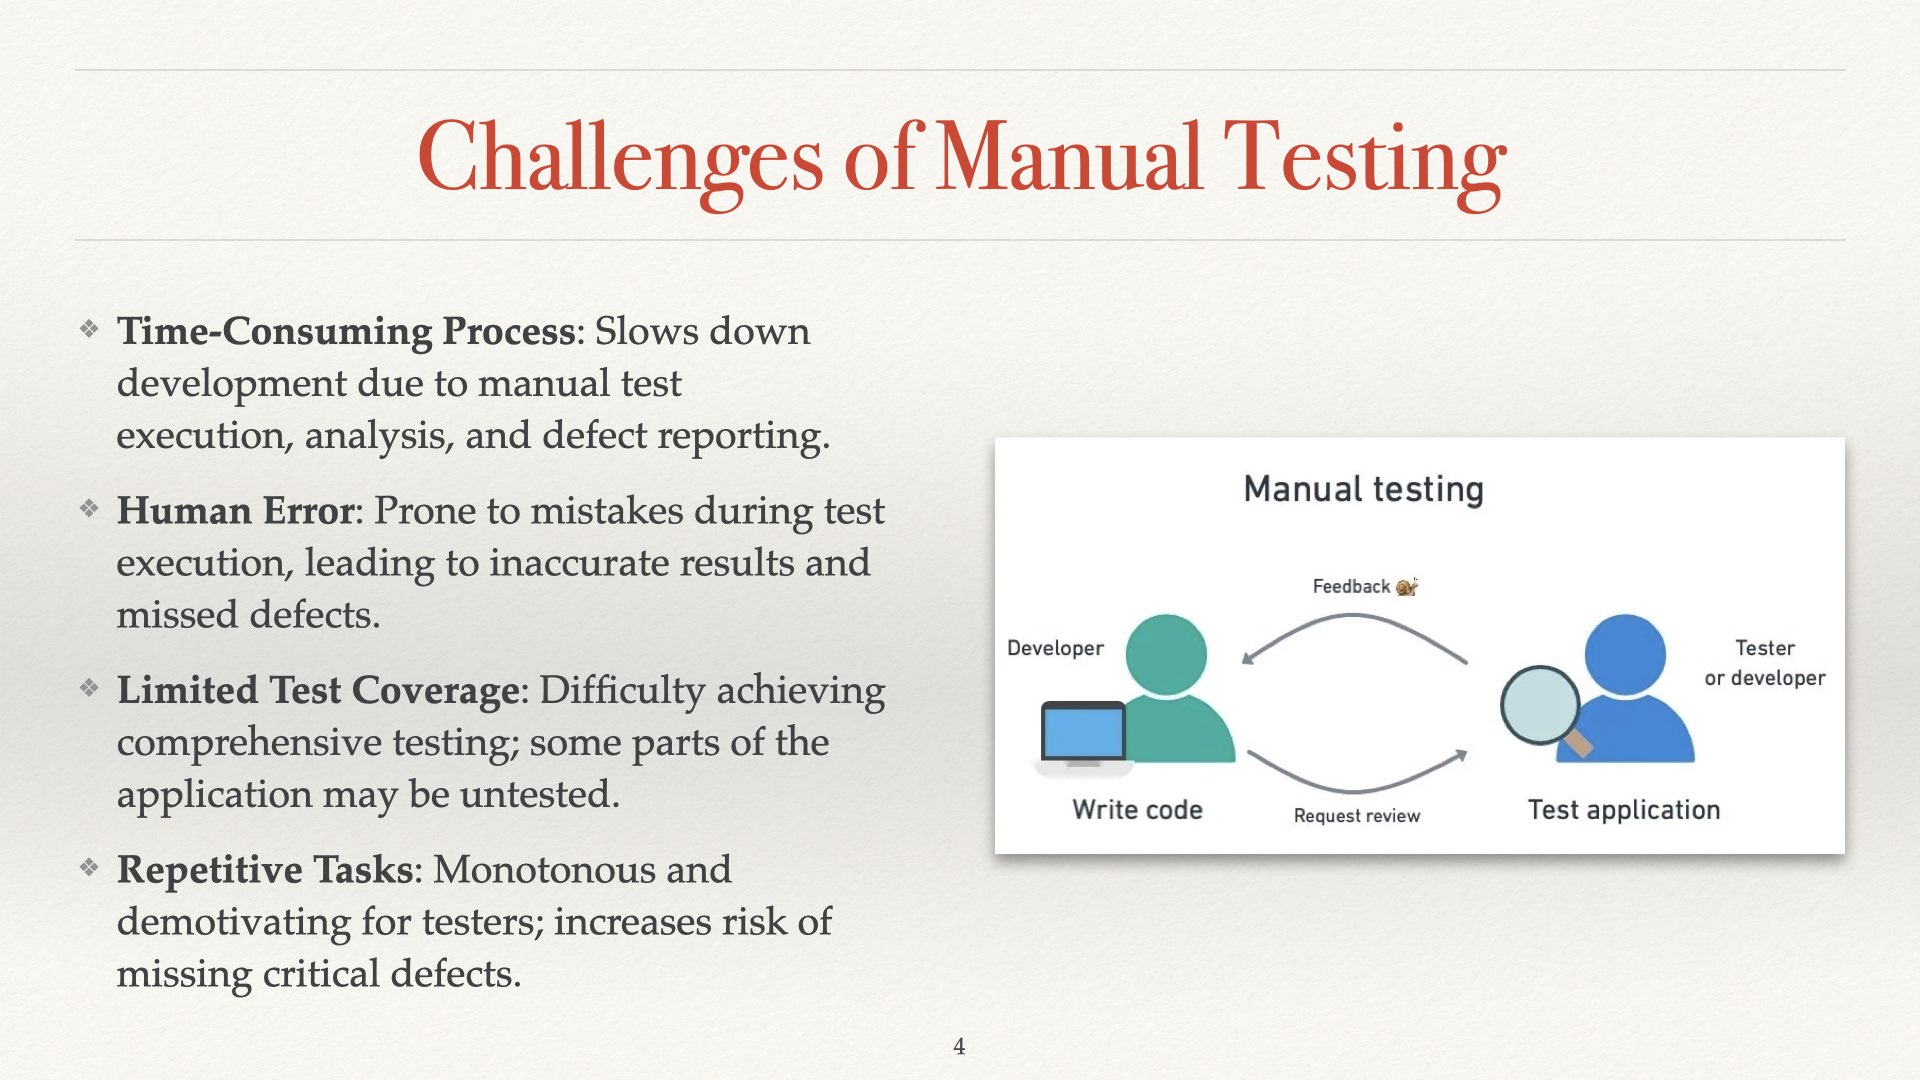 Challenges of Manual Testing
❖ Time-Consuming Process: Slows down
development due to manual test
execution, analysis, and defect reporting.
❖ Human Error: Prone to mistakes during test
execution, leading to inaccurate results and
missed defects.
❖ Limited Test Coverage: Difficulty achieving
comprehensive testing; some parts of the
application may be untested.
❖ Repetitive Tasks: Monotonous and
demotivating for testers; increases risk of
missing critical defects.
Manual testing
Feedback 🐌
Developer
Tester
or developer
Write code
Request review
Test application
4